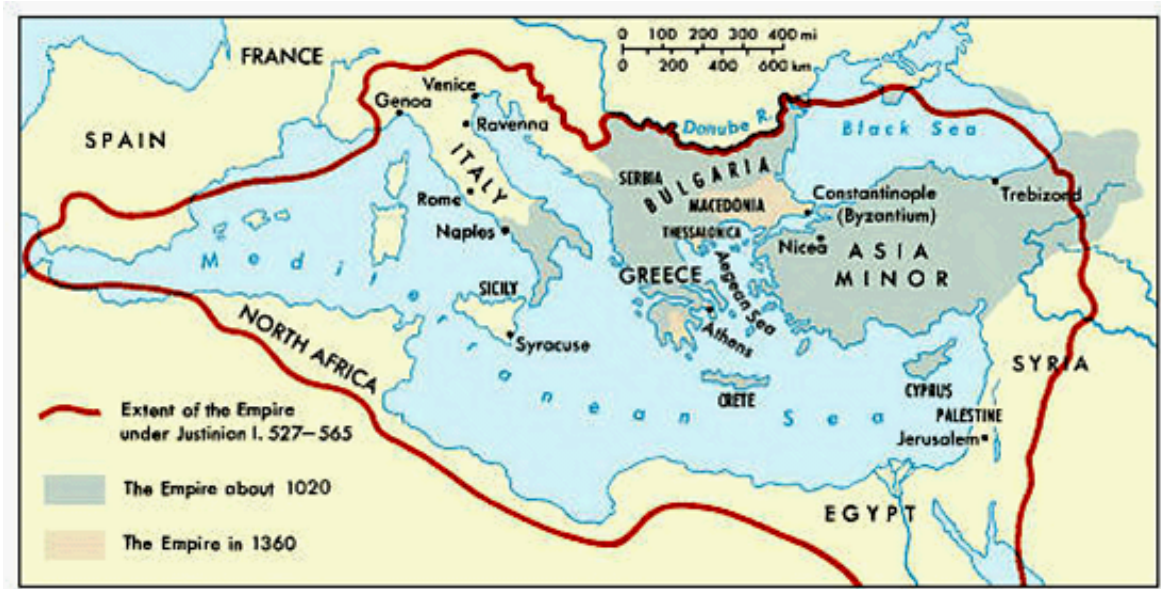 FRANCE
SPAIN
Venice
Genoa
Ravenna
ITALY
Rome
Naples
SICILY
Syracuse
NORTH AFRICA
Mediterranean Sea
0 100 200 300 400 mi
0 200 400 600 km
Danube R.
Black Sea
SERBIA
BULGARIA
MACEDONIA
THESSALONICA
GREECE
Aegean Sea
Athens
CRETE
Constantinople
(Byzantium)
Nicea
Trebizond
ASIA
MINOR
CYPRUS
SYRIA
PALESTINE
Jerusalem
EGYPT
Extent of the Empire
under Justinian I. 527–565
The Empire about 1020
The Empire in 1360